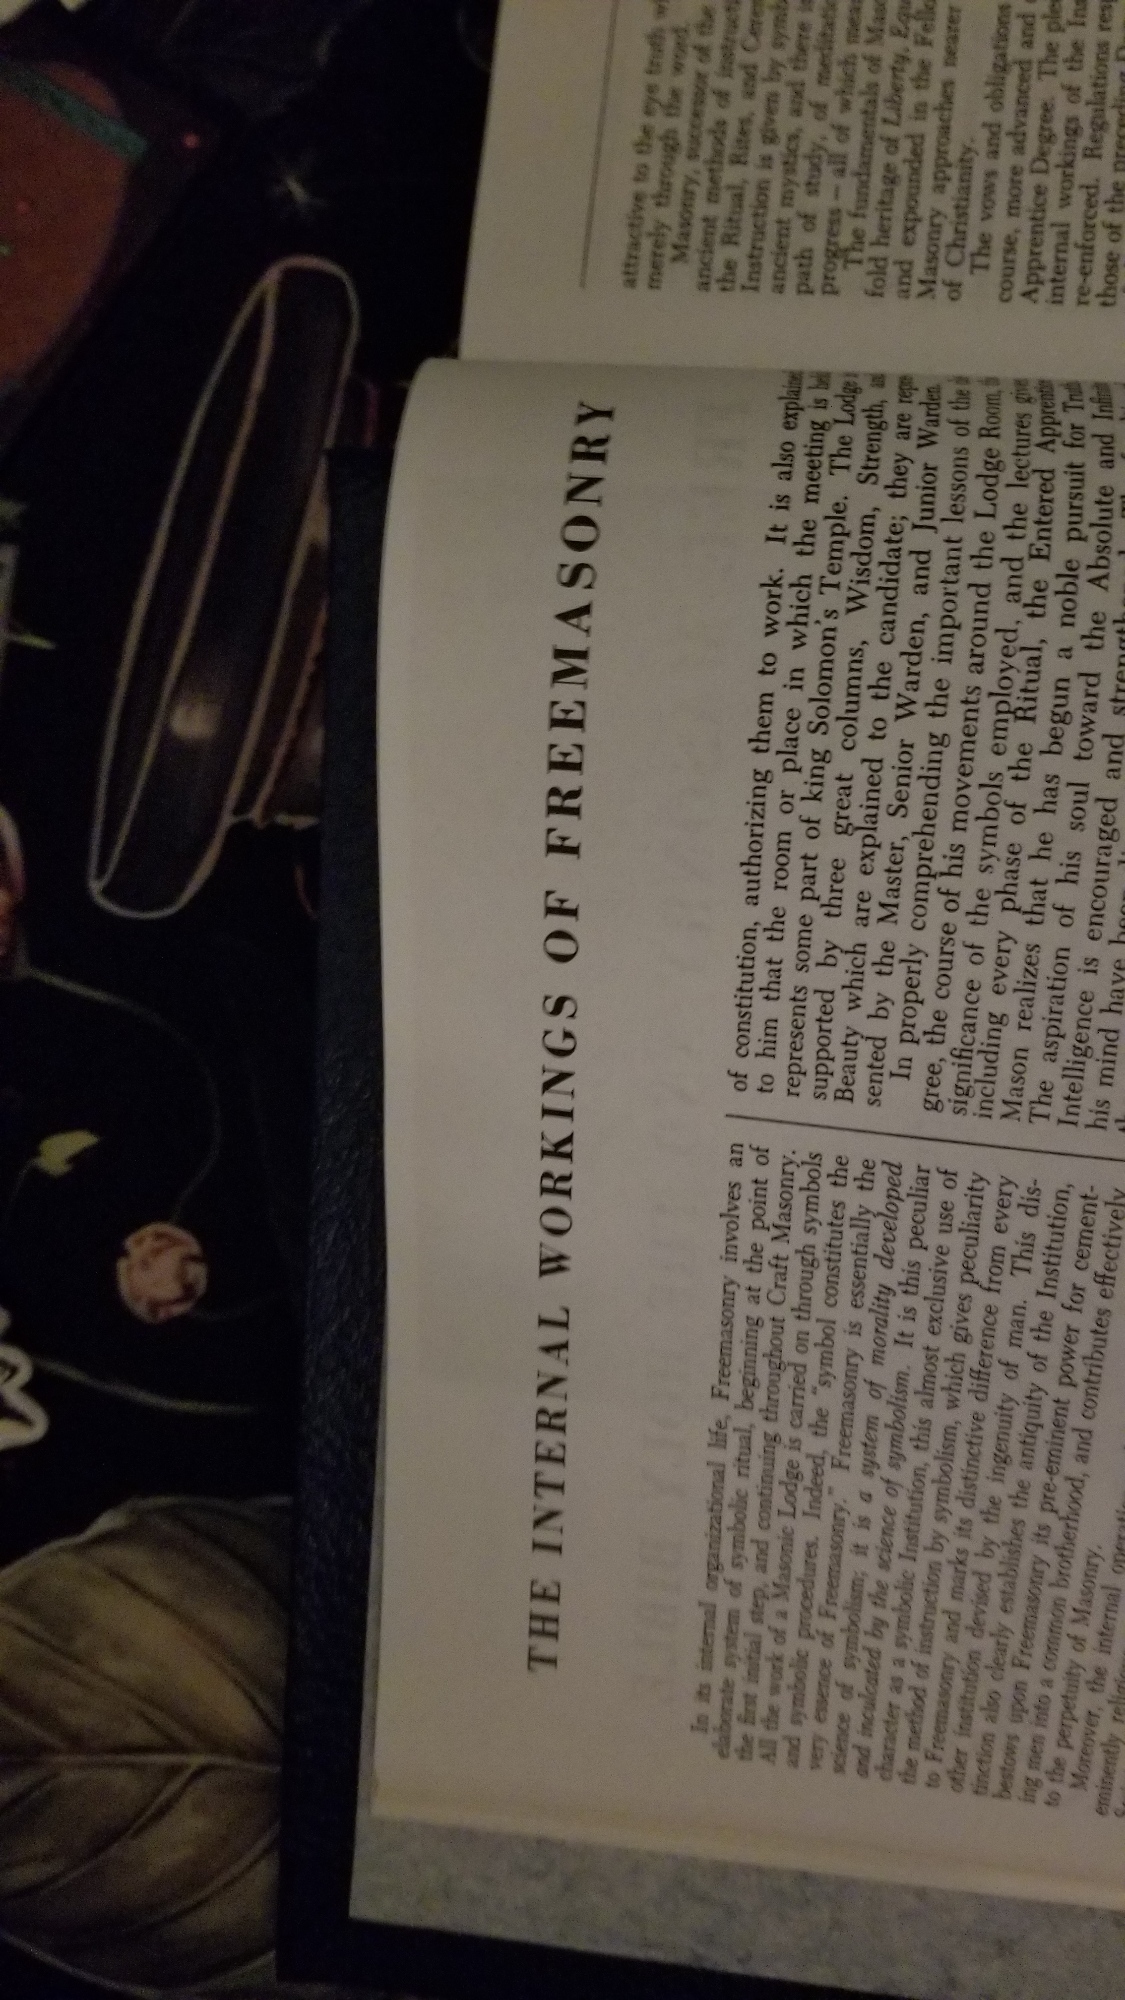 THE INTERNAL WORKINGS OF FREEMASONRY
In its internal organizational life, Freemasonry involves an
elaborate system of symbolic ritual, beginning at the point of
the first initial step, and continuing throughout Craft Masonry.
All the work of a Masonic Lodge is carried on through symbols
and symbolic procedures. Indeed, the "symbol constitutes the
very essence of Freemasonry." Freemasonry is essentially the
science of symbolism; it is a system of morality developed
and inculcated by the science of symbolism. It is this peculiar
character as a symbolic Institution, this almost exclusive use of
the method of instruction by symbolism, which gives peculiarity
to Freemasonry and marks its distinctive difference from every
other institution devised by the ingenuity of man. This dis-
tinction also clearly establishes the antiquity of the Institution,
bestows upon Freemasonry its pre-eminent power for cement-
ing men into a common brotherhood, and contributes effectively
to the perpetuity of Masonry.
Moreover, the internal
eminently
of constitution, authorizing them to work. It is also
to him that the room or place in which the meeting is
represents some part of king Solomon's Temple. The Lodge
supported by three great columns, Wisdom, Strength,
Beauty which are explained to the candidate; they are
sented by the Master, Senior Warden, and Junior Warden.
In properly comprehending the important lessons of the
gree, the course of his movements around the Lodge Room,
significance of the symbols employed, and the lectures
including every phase of the Ritual, the Entered
Mason realizes that he has begun a noble pursuit for
The aspiration of his soul toward the Absolute and
Intelligence is encouraged and
his mind have
attractive to the eye truth
merely through the word.
Masonry, successor of the
ancient methods of
the Ritual, Rites, and
Instruction is given by
ancient mystics, and there
path of study, of
progress – all of which
The fundamentals of
fold heritage of Liberty,
and expounded in the
Masonry approaches nearer
of Christianity.
The vows and obligations
course, more advanced and
Apprentice Degree. The
internal workings of the
re-enforced. Regulations
those of the